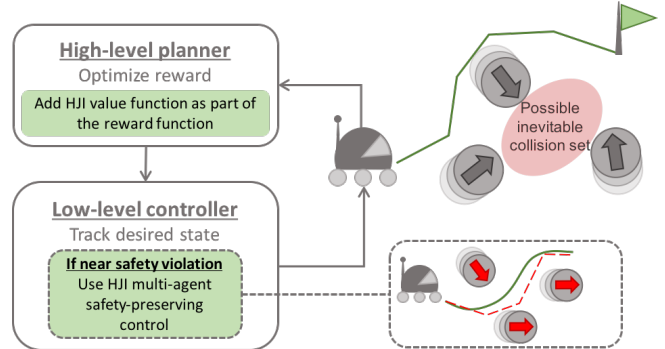 High-level planner
Optimize reward
Add HJI value function as part of
the reward function
Possible
inevitable
collision set
Low-level controller
Track desired state
If near safety violation
Use HJI multi-agent
safety-preserving
control